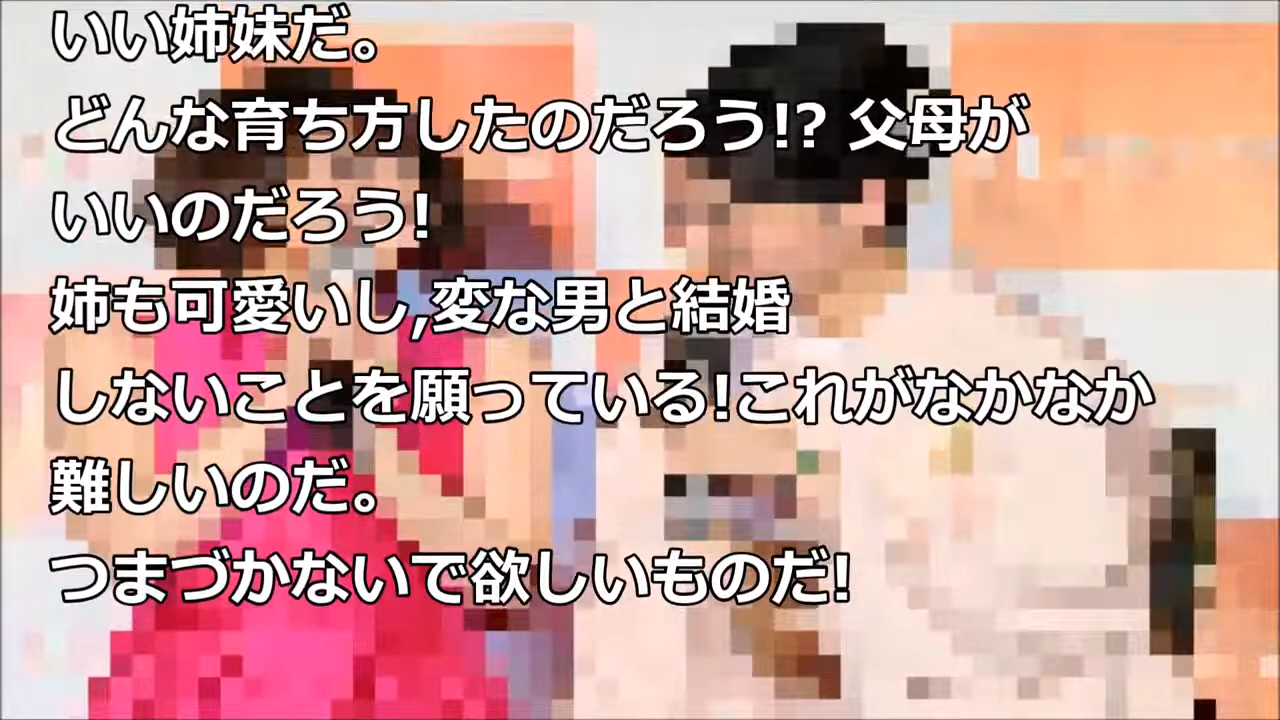 いい姉妹だ。
どんな育ち方したのだろう!? 父母が
いいのだろう!
姉も可愛いし,変な男と結婚
しないことを願っている!これがなかなか
難しいのだ。
つまづかないで欲しいものだ!